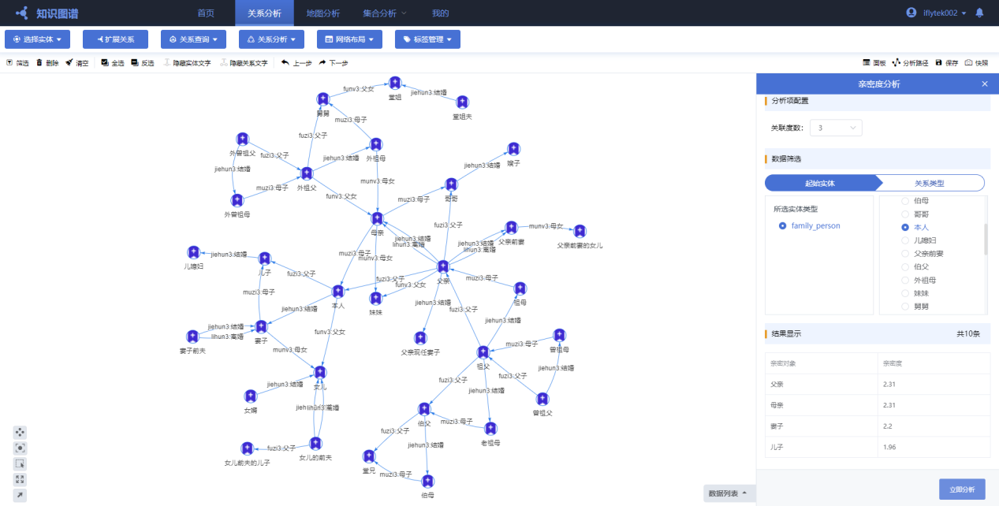 知识图谱
首页
关系分析
地图分析
集合分析
我的
iflytek002
选择实体
扩展关系
关系查询
关系分析
网络布局
标签管理
筛选
删除
清空
全选
反选
隐藏实体文字
隐藏关系文字
上一步
下一步
面板
分析路径
保存
快照
funv3:父女
堂姐
jiehun3:结婚
堂姐夫
舅舅
muzi3:母子
fuzi3:父子
外曾祖父
fuzi3:父子
jiehun3:结婚
外祖母
嫂子
jiehun3:结婚
jiehun3:结婚
muzi3:母子
外祖父
munv3:母女
哥哥
funv3:父女
muzi3:母子
外曾祖母
母亲
fuzi3:父子
munv3:母女
父亲前妻
父亲前妻的女儿
jiehun3:结婚
lihun3:离婚
jiehun3:结婚
lihun3:离婚
muzi3:母子
munv3:母女
jiehun3:结婚
儿媳妇
儿子
fuzi3:父子
fuzi3:父子
funv3:父女
父亲
muzi3:母子
祖母
muzi3:母子
本人
妹妹
jiehun3:结婚
jiehun3:结婚
fuzi3:父子
jiehun3:结婚
jiehun3:结婚
lihun3:离婚
妻子前夫
妻子
funv3:父女
父亲现任妻子
muzi3:母子
曾祖母
munv3:母女
祖父
jiehun3:结婚
fuzi3:父子
jiehun3:结婚
女儿
女婿
fuzi3:父子
jiehun3:结婚
曾祖父
lihun3:离婚
伯父
muzi3:母子
老祖母
fuzi3:父子
jiehun3:结婚
fuzi3:父子
女儿前夫的儿子
女儿的前夫
堂兄
muzi3:母子
伯母
数据列表
亲密度分析
分析项配置
关联度数:
3
数据筛选
起始实体
关系类型
所选实体类型
family_person
伯母
哥哥
本人
儿媳妇
父亲前妻
伯父
外祖母
妹妹
舅舅
结果显示
共10条
亲密对象
亲密度
父亲
2.31
母亲
2.31
妻子
2.2
儿子
1.96
立即分析